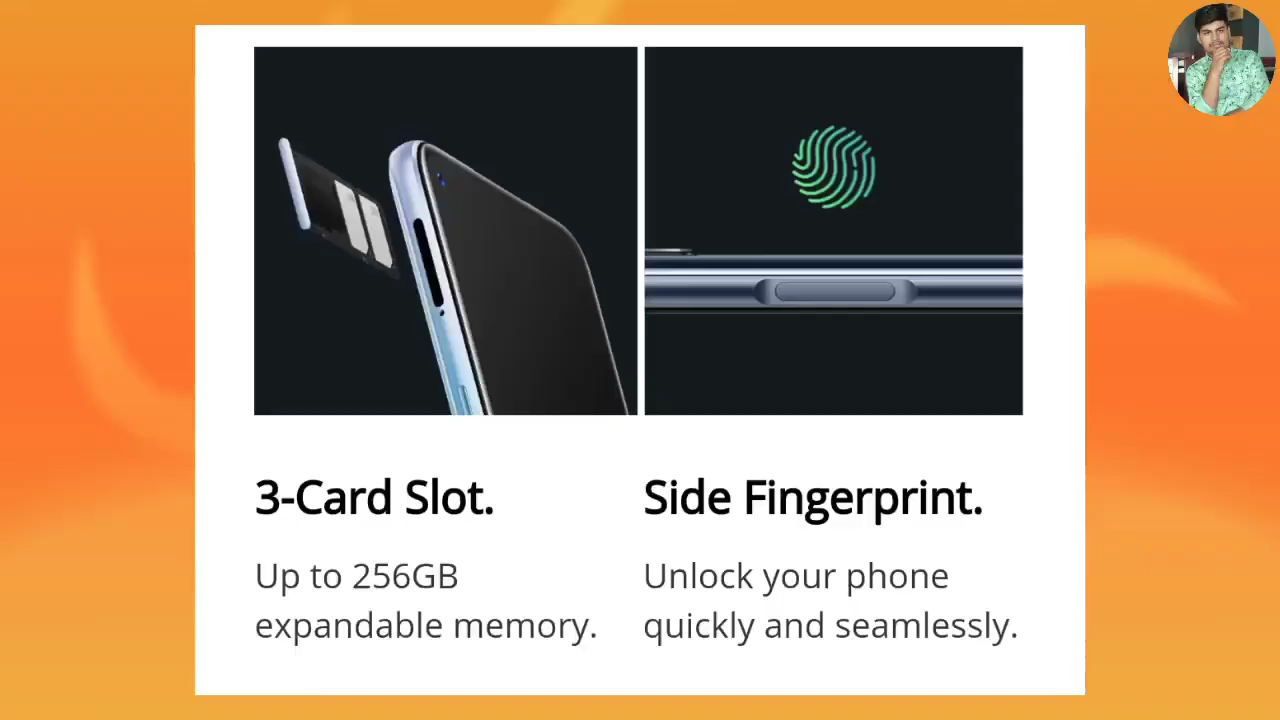 3-Card Slot.
Up to 256GB
expandable memory.
Side Fingerprint.
Unlock your phone
quickly and seamlessly.